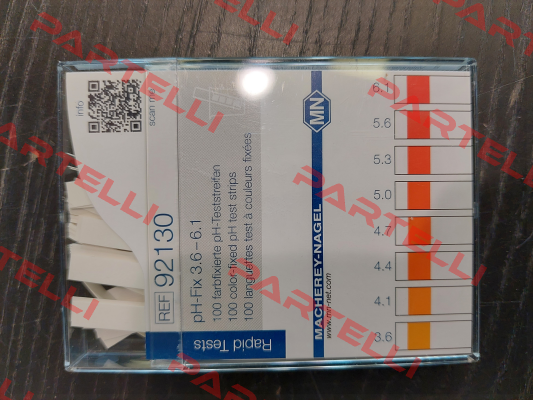 info
scan me
REF 92130
pH-Fix 3.6–6.1
100 farbfixierte pH-Teststreifen
100 color-fixed pH test strips
100 languettes test à couleurs fixées
Rapid Tests
MN
MACHEREY-NAGEL
www.mn-net.com
6.1
5.6
5.3
5.0
4.7
4.4
4.1
3.6
PARTELLI
PARTELLI
PARTELLI
PARTELLI
PARTELLI